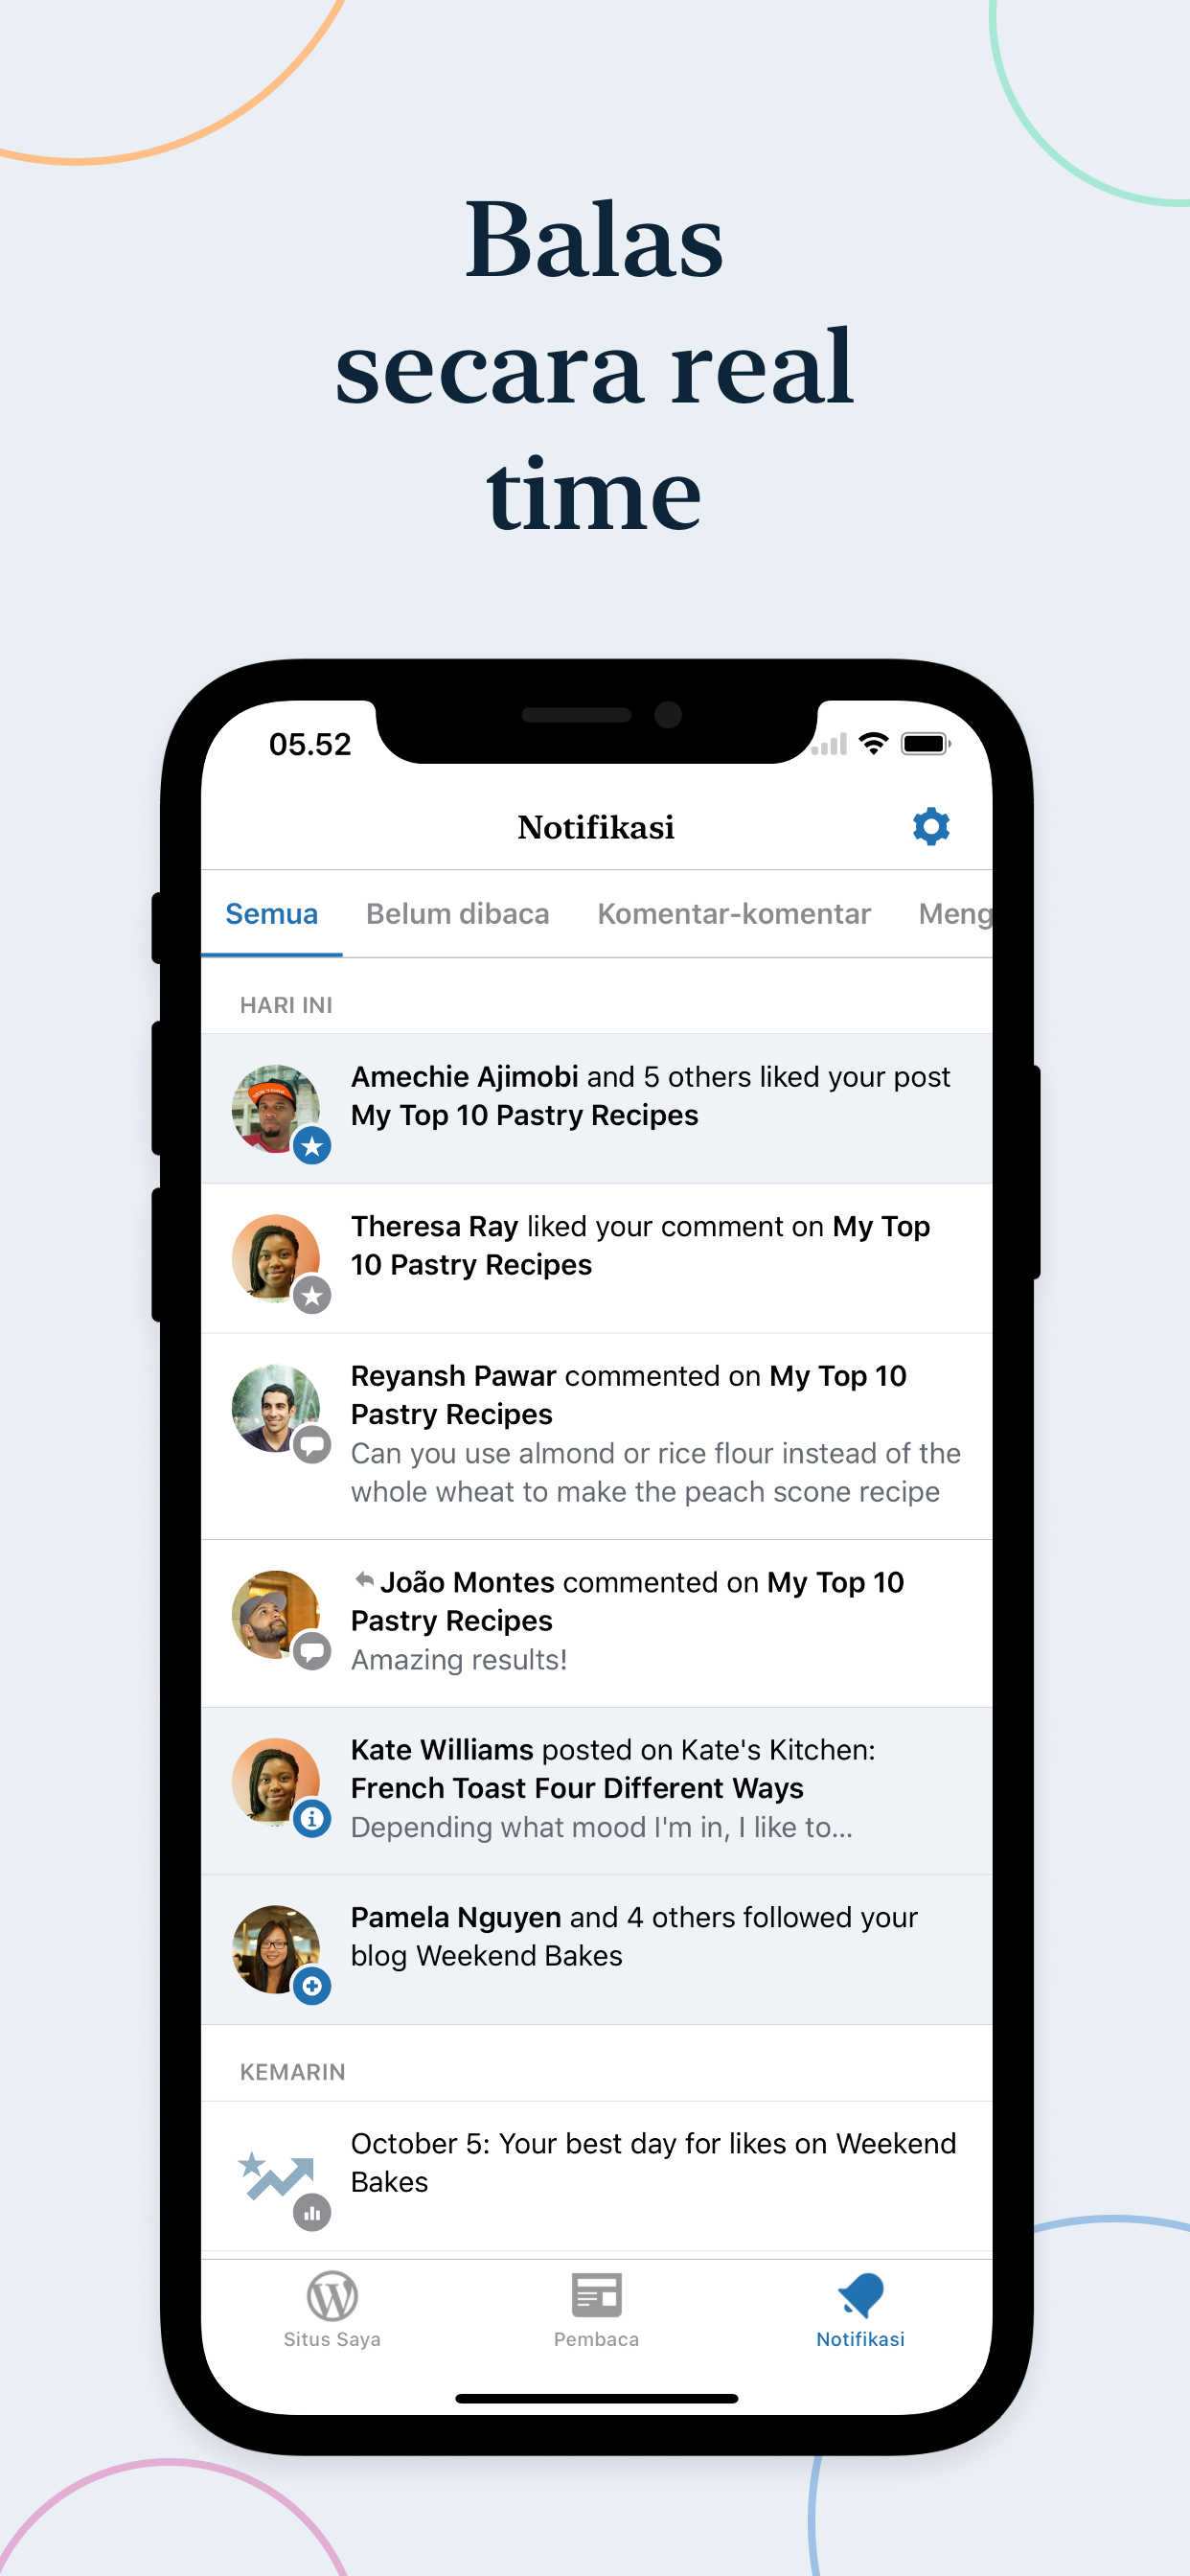 Balas
secara real
time
05.52
Notifikasi
Semua Belum dibaca Komentar-komentar Meng
HARI INI
Amechie Ajimobi and 5 others liked your post
My Top 10 Pastry Recipes
Theresa Ray liked your comment on My Top
10 Pastry Recipes
Reyansh Pawar commented on My Top 10
Pastry Recipes
Can you use almond or rice flour instead of the
whole wheat to make the peach scone recipe
João Montes commented on My Top 10
Pastry Recipes
Amazing results!
Kate Williams posted on Kate's Kitchen:
French Toast Four Different Ways
Depending what mood I'm in, I like to...
Pamela Nguyen and 4 others followed your
blog Weekend Bakes
KEMARIN
October 5: Your best day for likes on Weekend
Bakes
Situs Saya Pembaca Notifikasi